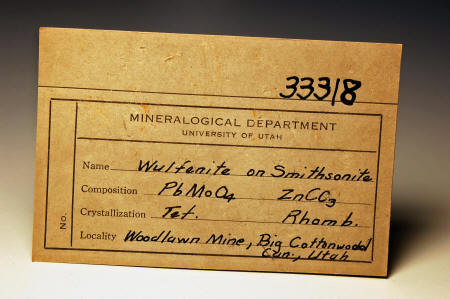 33318
MINERALOGICAL DEPARTMENT
UNIVERSITY OF UTAH
Name Wulfenite on Smithsonite
Composition PbMoO4 ZnCO3
Crystallization Tet. Rhomb.
Locality Woodlawn Mine, Big Cottonwood
Can., Utah
No.